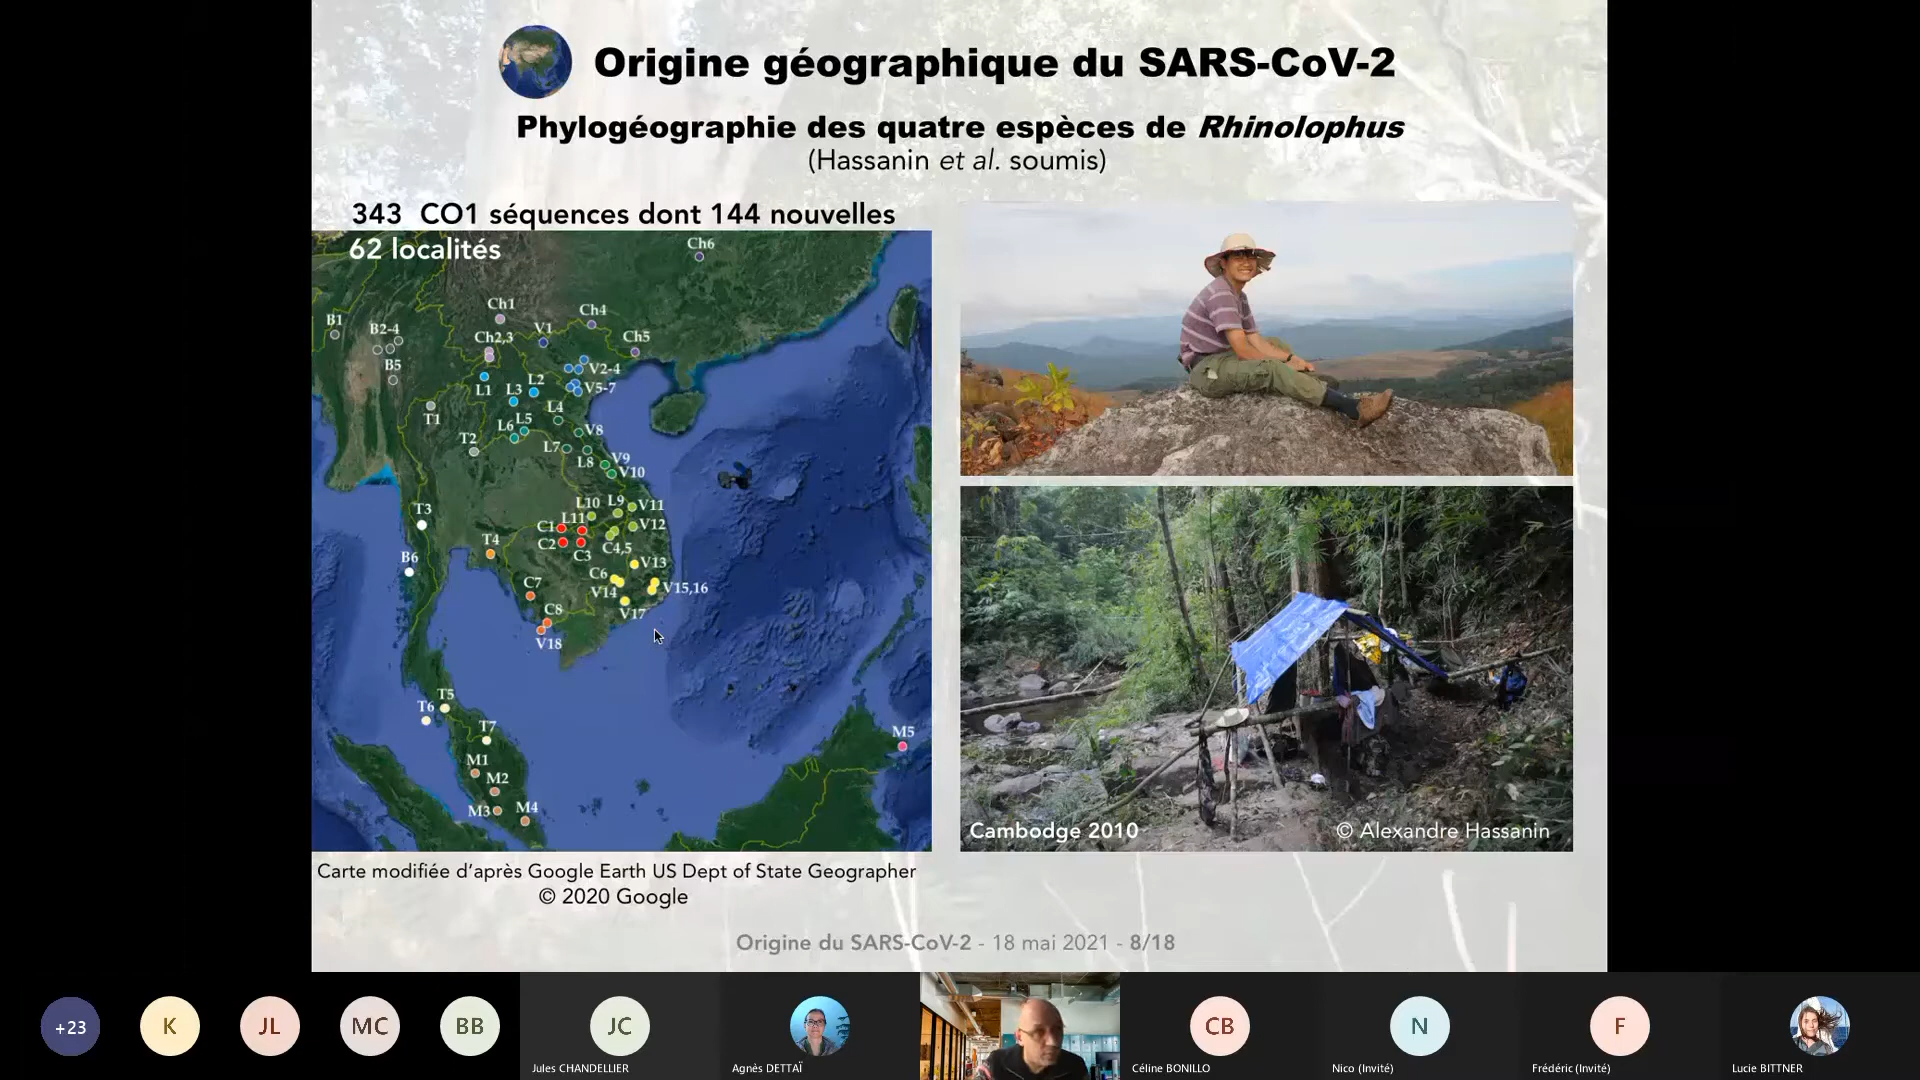 Origine géographique du SARS-CoV-2
Phylogéographie des quatre espèces de Rhinolophus
(Hassanin et al. soumis)
343 CO1 séquences dont 144 nouvelles
62 localités
Ch6
Ch1
Ch4
B1
B2-4
V1
Ch2,3
Ch5
B5
V2-4
L1
L3
L2
V5-7
T1
L4
L6
L5
V8
T2
L7
L8
V9
V10
T3
L10
L9
V11
C1
L11
V12
C2
C3
C4,5
T4
B6
V13
C6
C7
V14
V15,16
C8
V17
V18
T5
T6
T7
M5
M1
M2
M3
M4
Cambodge 2010
© Alexandre Hassanin
Carte modifiée d'après Google Earth US Dept of State Geographer
© 2020 Google
Origine du SARS-CoV-2 - 18 mai 2021 - 8/18
+23
K
JL
MC
BB
JC
CB
N
F
Jules CHANDELLIER
Agnès DETTAÏ
Céline BONILLO
Nico (Invité)
Frédéric (Invité)
Lucie BITTNER